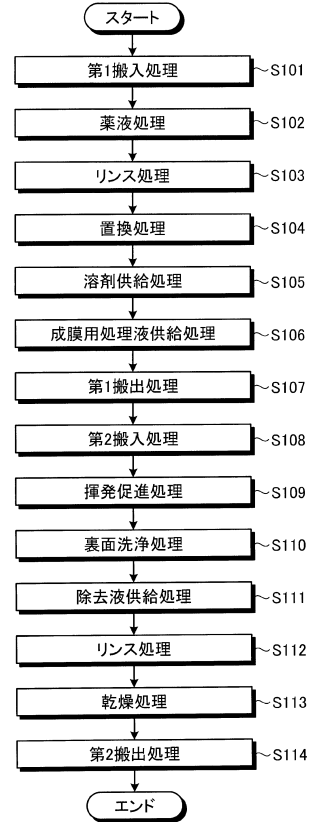 スタート
第1搬入処理 S101
薬液処理 S102
リンス処理 S103
置換処理 S104
溶剤供給処理 S105
成膜用処理液供給処理 S106
第1搬出処理 S107
第2搬入処理 S108
揮発促進処理 S109
裏面洗浄処理 S110
除去液供給処理 S111
リンス処理 S112
乾燥処理 S113
第2搬出処理 S114
エンド